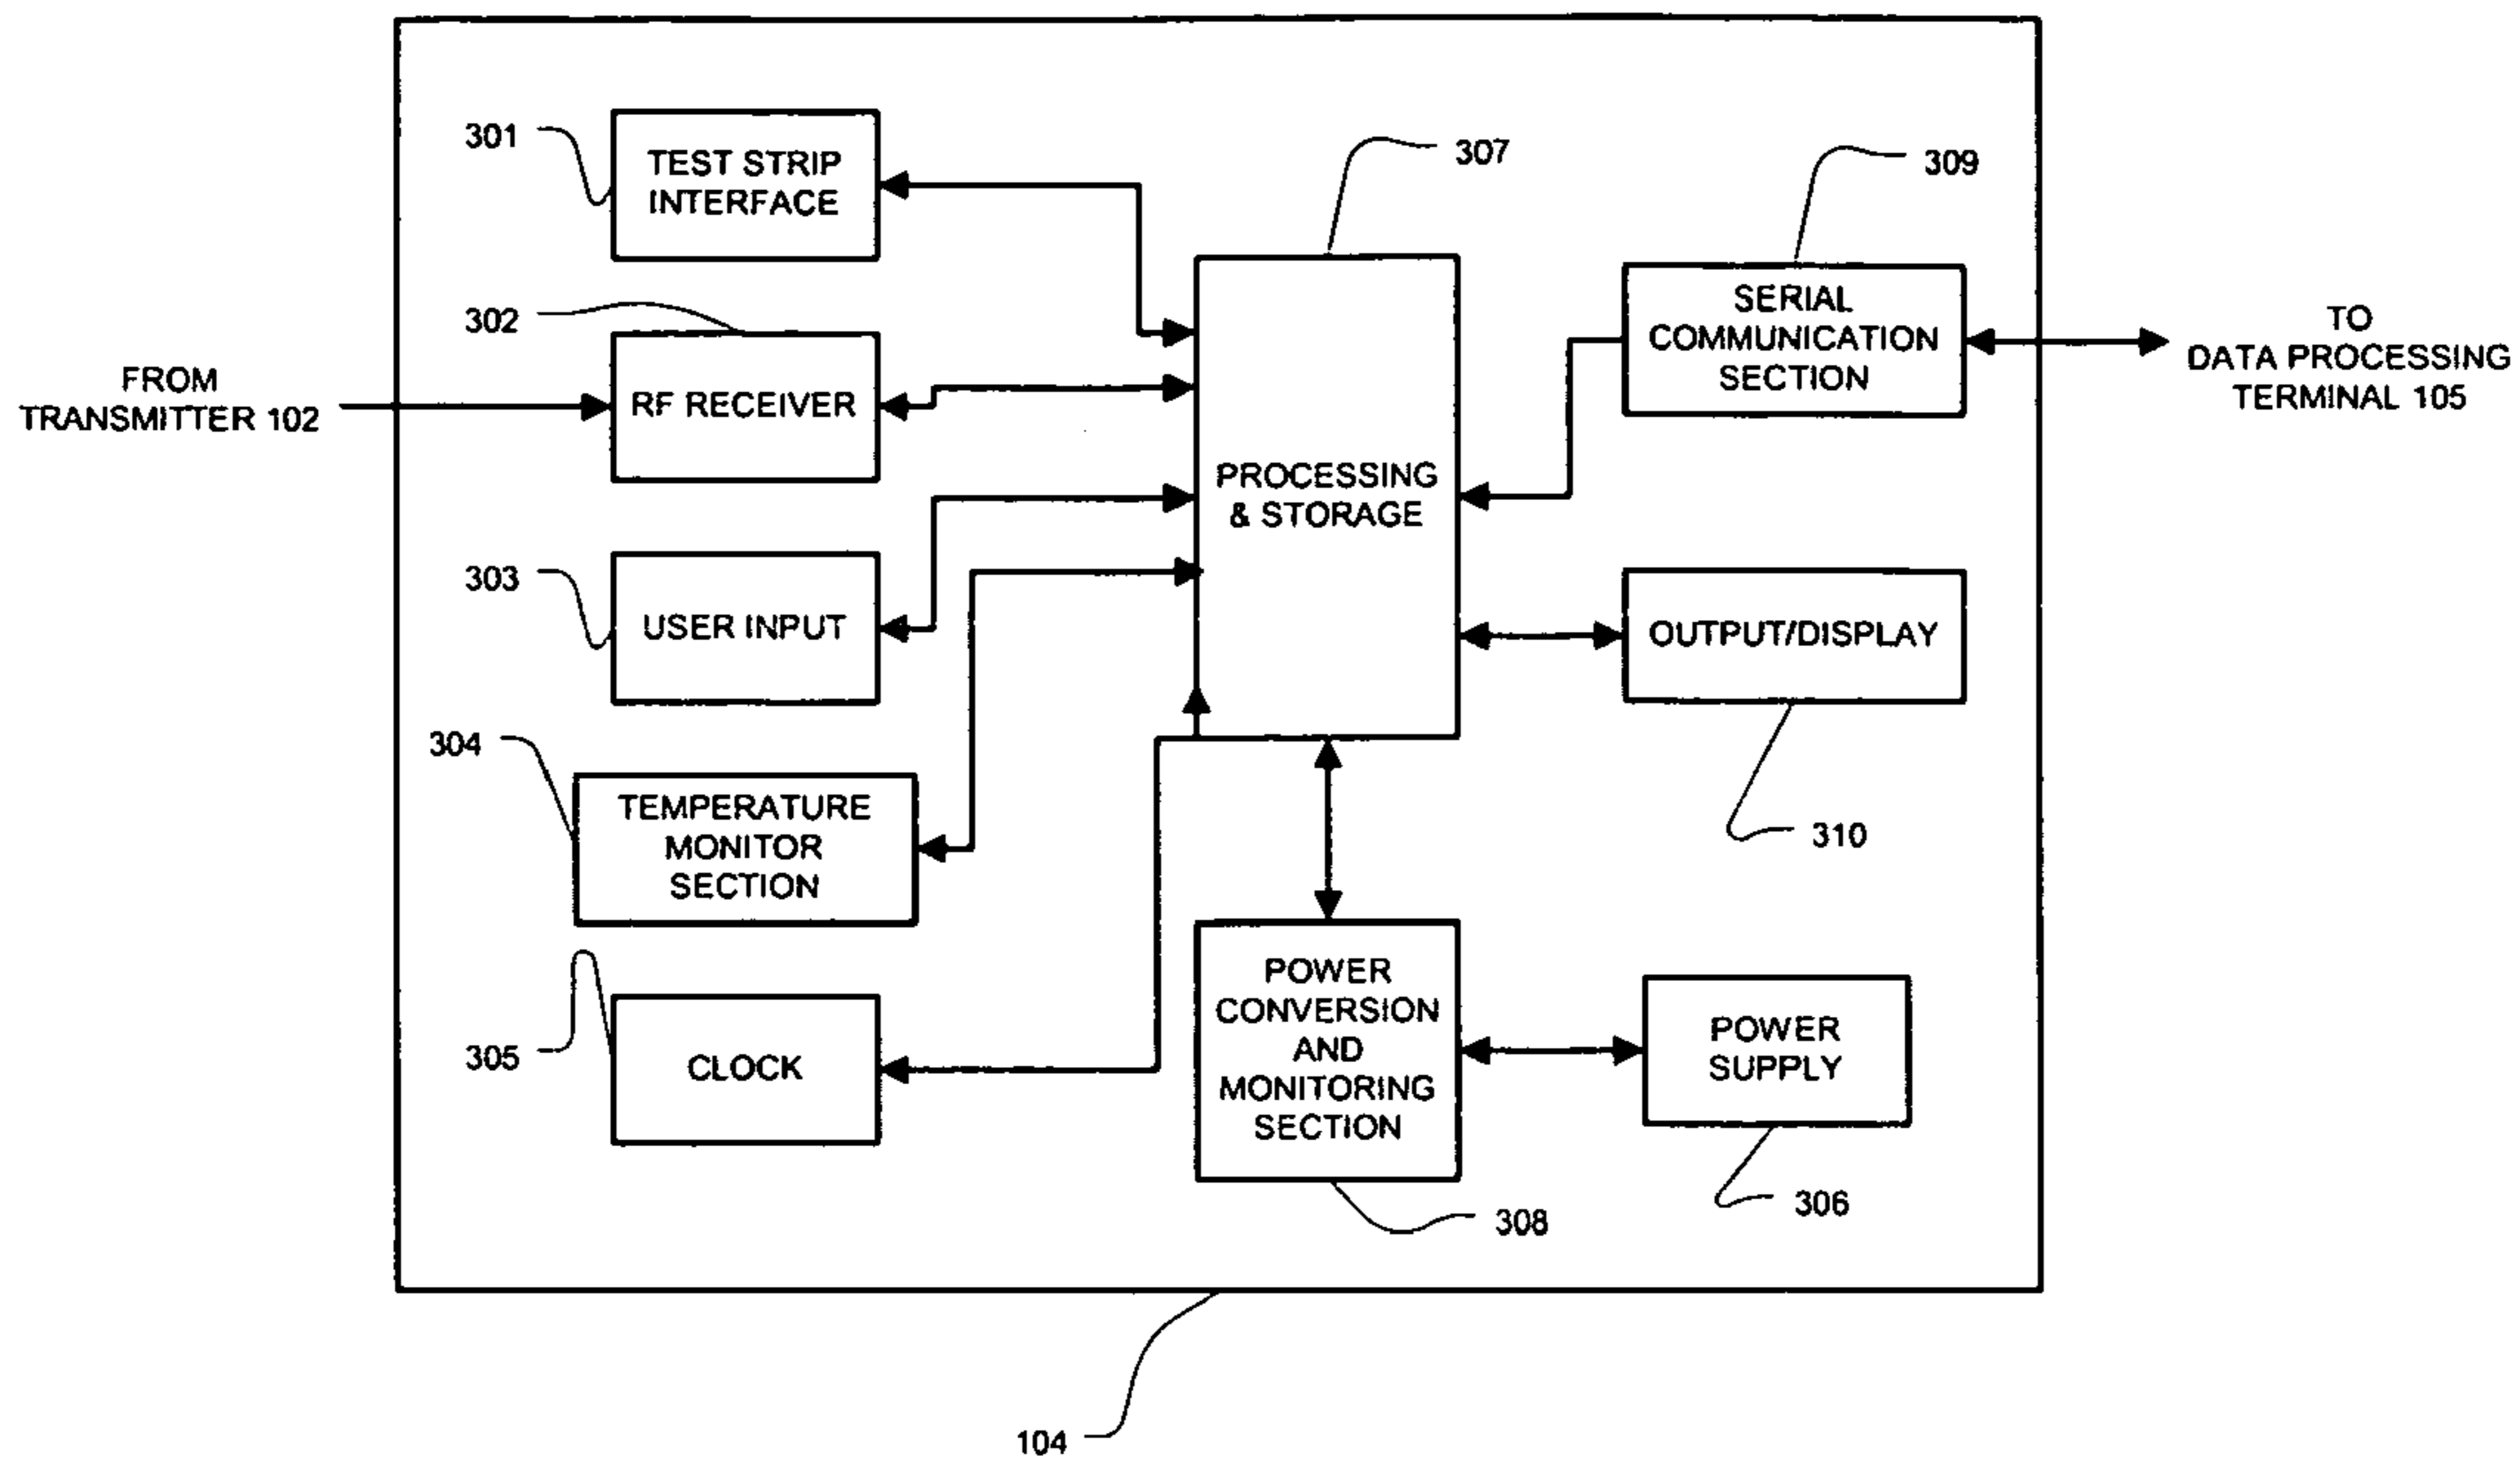 301
TEST STRIP
INTERFACE
307
309
302
SERIAL
COMMUNICATION
SECTION
TO
DATA PROCESSING
TERMINAL 105
FROM
TRANSMITTER 102
RF RECEIVER
PROCESSING
& STORAGE
303
USER INPUT
OUTPUT/DISPLAY
304
TEMPERATURE
MONITOR
SECTION
310
305
CLOCK
POWER
CONVERSION
AND
MONITORING
SECTION
POWER
SUPPLY
308
306
104